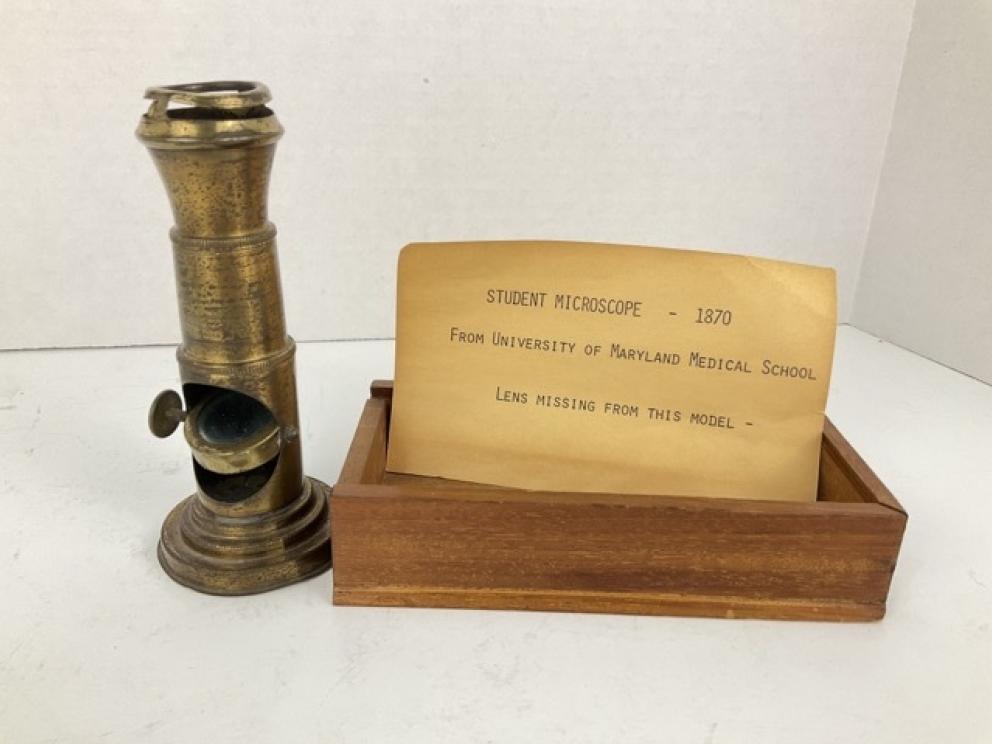 STUDENT MICROSCOPE - 1870
FROM UNIVERSITY OF MARYLAND MEDICAL SCHOOL
LENS MISSING FROM THIS MODEL -